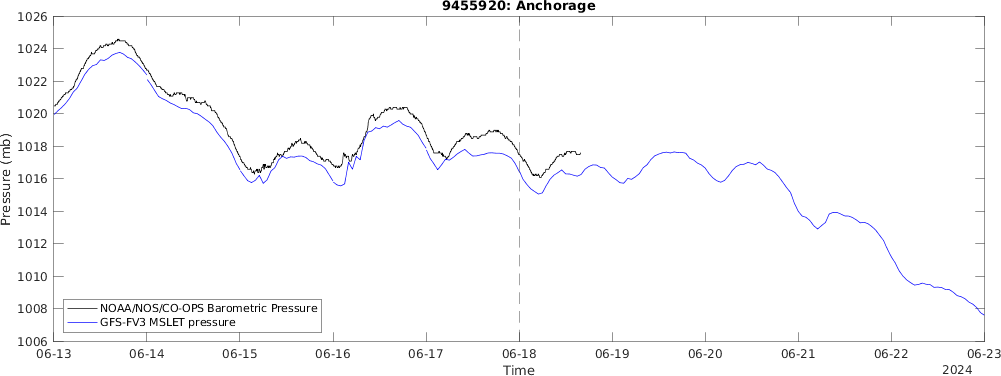 9455920: Anchorage
1026
1024
1022
1020
1018
1016
1014
1012
1010
1008
1006
Pressure (mb)
NOAA/NOS/CO-OPS Barometric Pressure
GFS-FV3 MSLET pressure
06-13 06-14 06-15 06-16 06-17 06-18 06-19 06-20 06-21 06-22 06-23
Time
2024